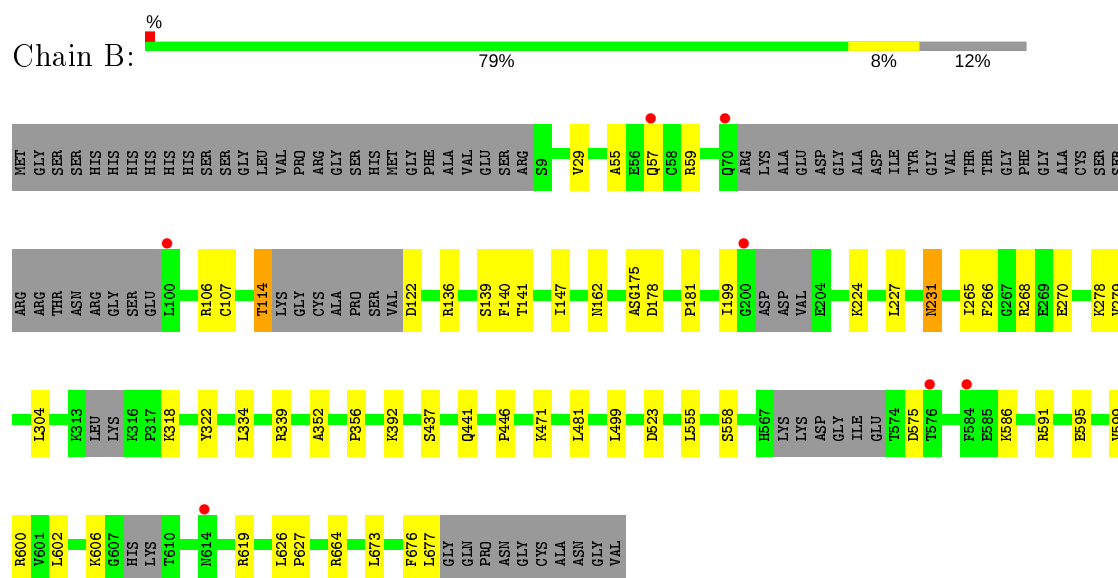 %
Chain B:
79% 8% 12%
MET GLY SER SER HIS HIS HIS HIS HIS HIS SER SER GLY LEU VAL PRO ARG GLY SER HIS MET GLY PHE ALA VAL GLU SER ARG S9 V29 A55 E56 Q57 C58 R59 Q70 ARG LYS ALA GLU ASP GLY ALA ASP ILE TYR GLY VAL THR THR GLY PHE GLY ALA CYS SER SER
ARG ARG THR ASN ARG GLY SER GLU L100 R106 C107 T114 LYS GLY CYS ALA PRO SER VAL D122 R136 S139 F140 T141 I147 N162 ASG175 D178 P181 I199 G200 ASP ASP VAL E204 K224 L227 N231 I265 F266 G267 R268 E269 E270 K278 V279
L304 K313 LEU LYS K316 P317 K318 Y322 L334 R339 A352 P356 K392 S437 Q441 P446 K471 L481 L499 D523 L555 S558 H567 LYS LYS ASP GLY ILE GLU T574 D575 T576 F584 E585 K586 R591 E595 V599
R600 V601 L602 K606 G607 HIS LYS T610 N614 R619 L626 P627 R664 L673 F676 L677 GLY GLN PRO ASN GLY CYS ALA ASN GLY VAL